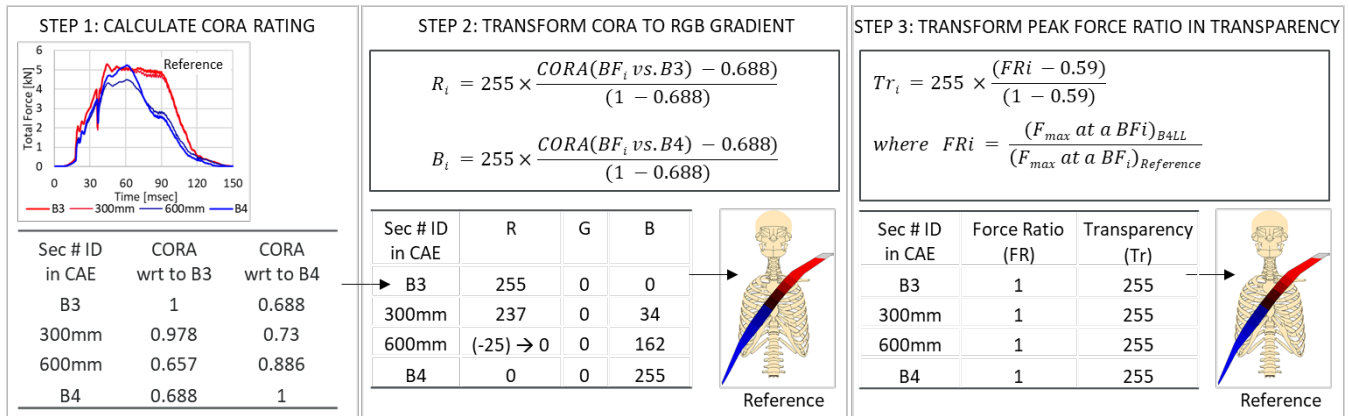 STEP 1: CALCULATE CORA RATING
Total Force [kN]
6
5
4
3
2
1
0
Reference
0 30 60 90 120 150
Time [msec]
B3 300mm 600mm B4
Sec # ID in CAE CORA wrt to B3 CORA wrt to B4
B3 1 0.688
300mm 0.978 0.73
600mm 0.657 0.886
B4 0.688 1
STEP 2: TRANSFORM CORA TO RGB GRADIENT
R_i = 255 × (CORA(BF_i vs. B3) − 0.688) / (1 − 0.688)
B_i = 255 × (CORA(BF_i vs. B4) − 0.688) / (1 − 0.688)
Sec # ID in CAE R G B
B3 255 0 0
300mm 237 0 34
600mm (-25) → 0 0 162
B4 0 0 255
Reference
STEP 3: TRANSFORM PEAK FORCE RATIO IN TRANSPARENCY
Tr_i = 255 × (FRi − 0.59) / (1 − 0.59)
where FRi = (F_max at a BFi)_B4LL / (F_max at a BF_i)_Reference
Sec # ID in CAE Force Ratio (FR) Transparency (Tr)
B3 1 255
300mm 1 255
600mm 1 255
B4 1 255
Reference